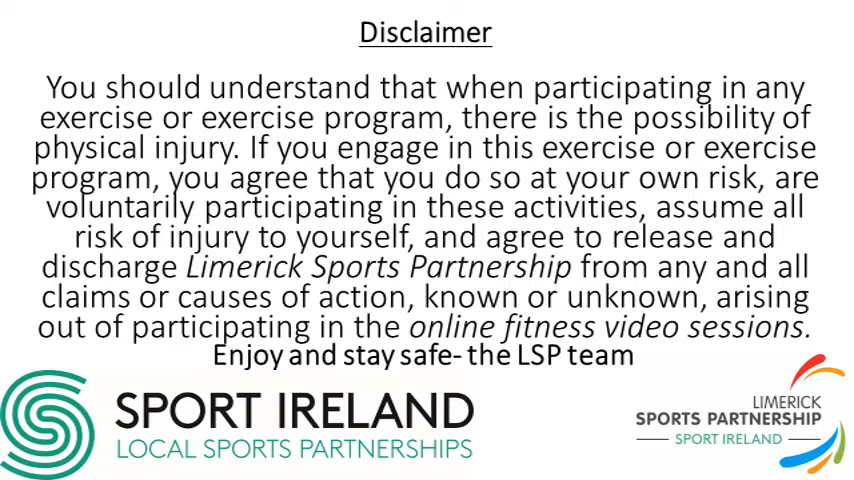 Disclaimer
You should understand that when participating in any
exercise or exercise program, there is the possibility of
physical injury. If you engage in this exercise or exercise
program, you agree that you do so at your own risk, are
voluntarily participating in these activities, assume all
risk of injury to yourself, and agree to release and
discharge Limerick Sports Partnership from any and all
claims or causes of action, known or unknown, arising
out of participating in the online fitness video sessions.
Enjoy and stay safe- the LSP team
SPORT IRELAND
LOCAL SPORTS PARTNERSHIPS
LIMERICK
SPORTS PARTNERSHIP
SPORT IRELAND